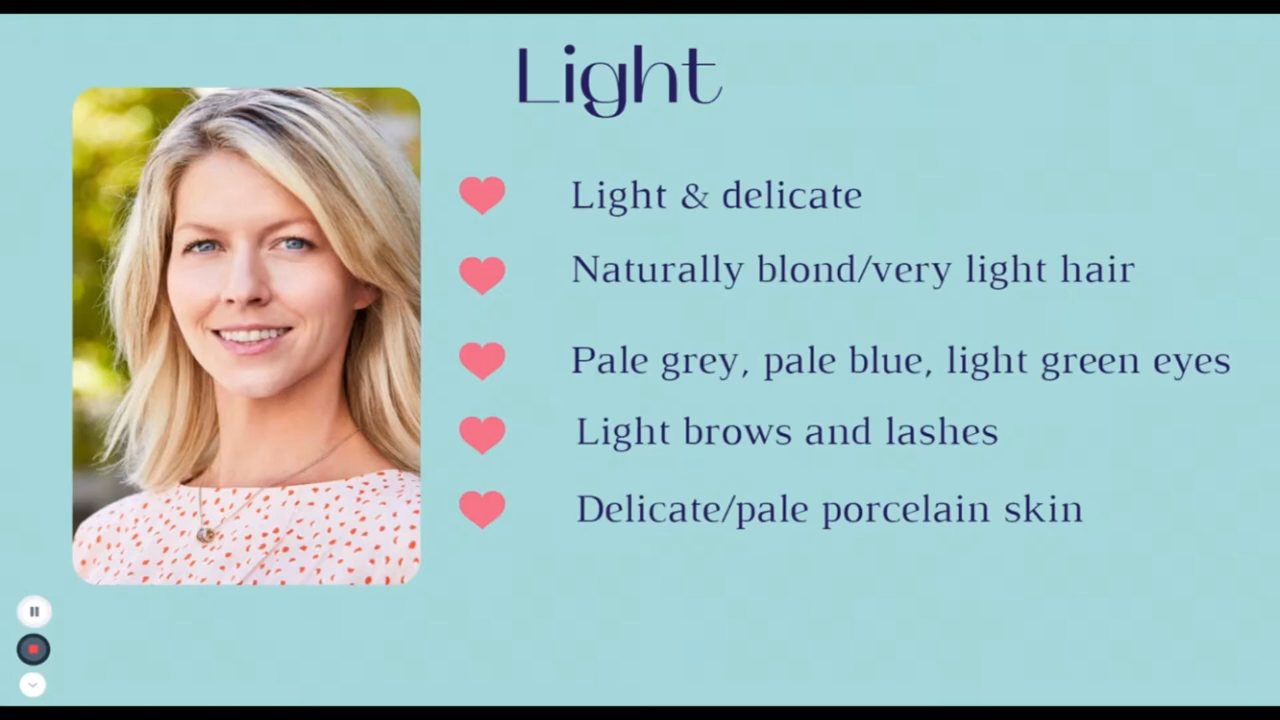 Light
Light & delicate
Naturally blond/very light hair
Pale grey, pale blue, light green eyes
Light brows and lashes
Delicate/pale porcelain skin